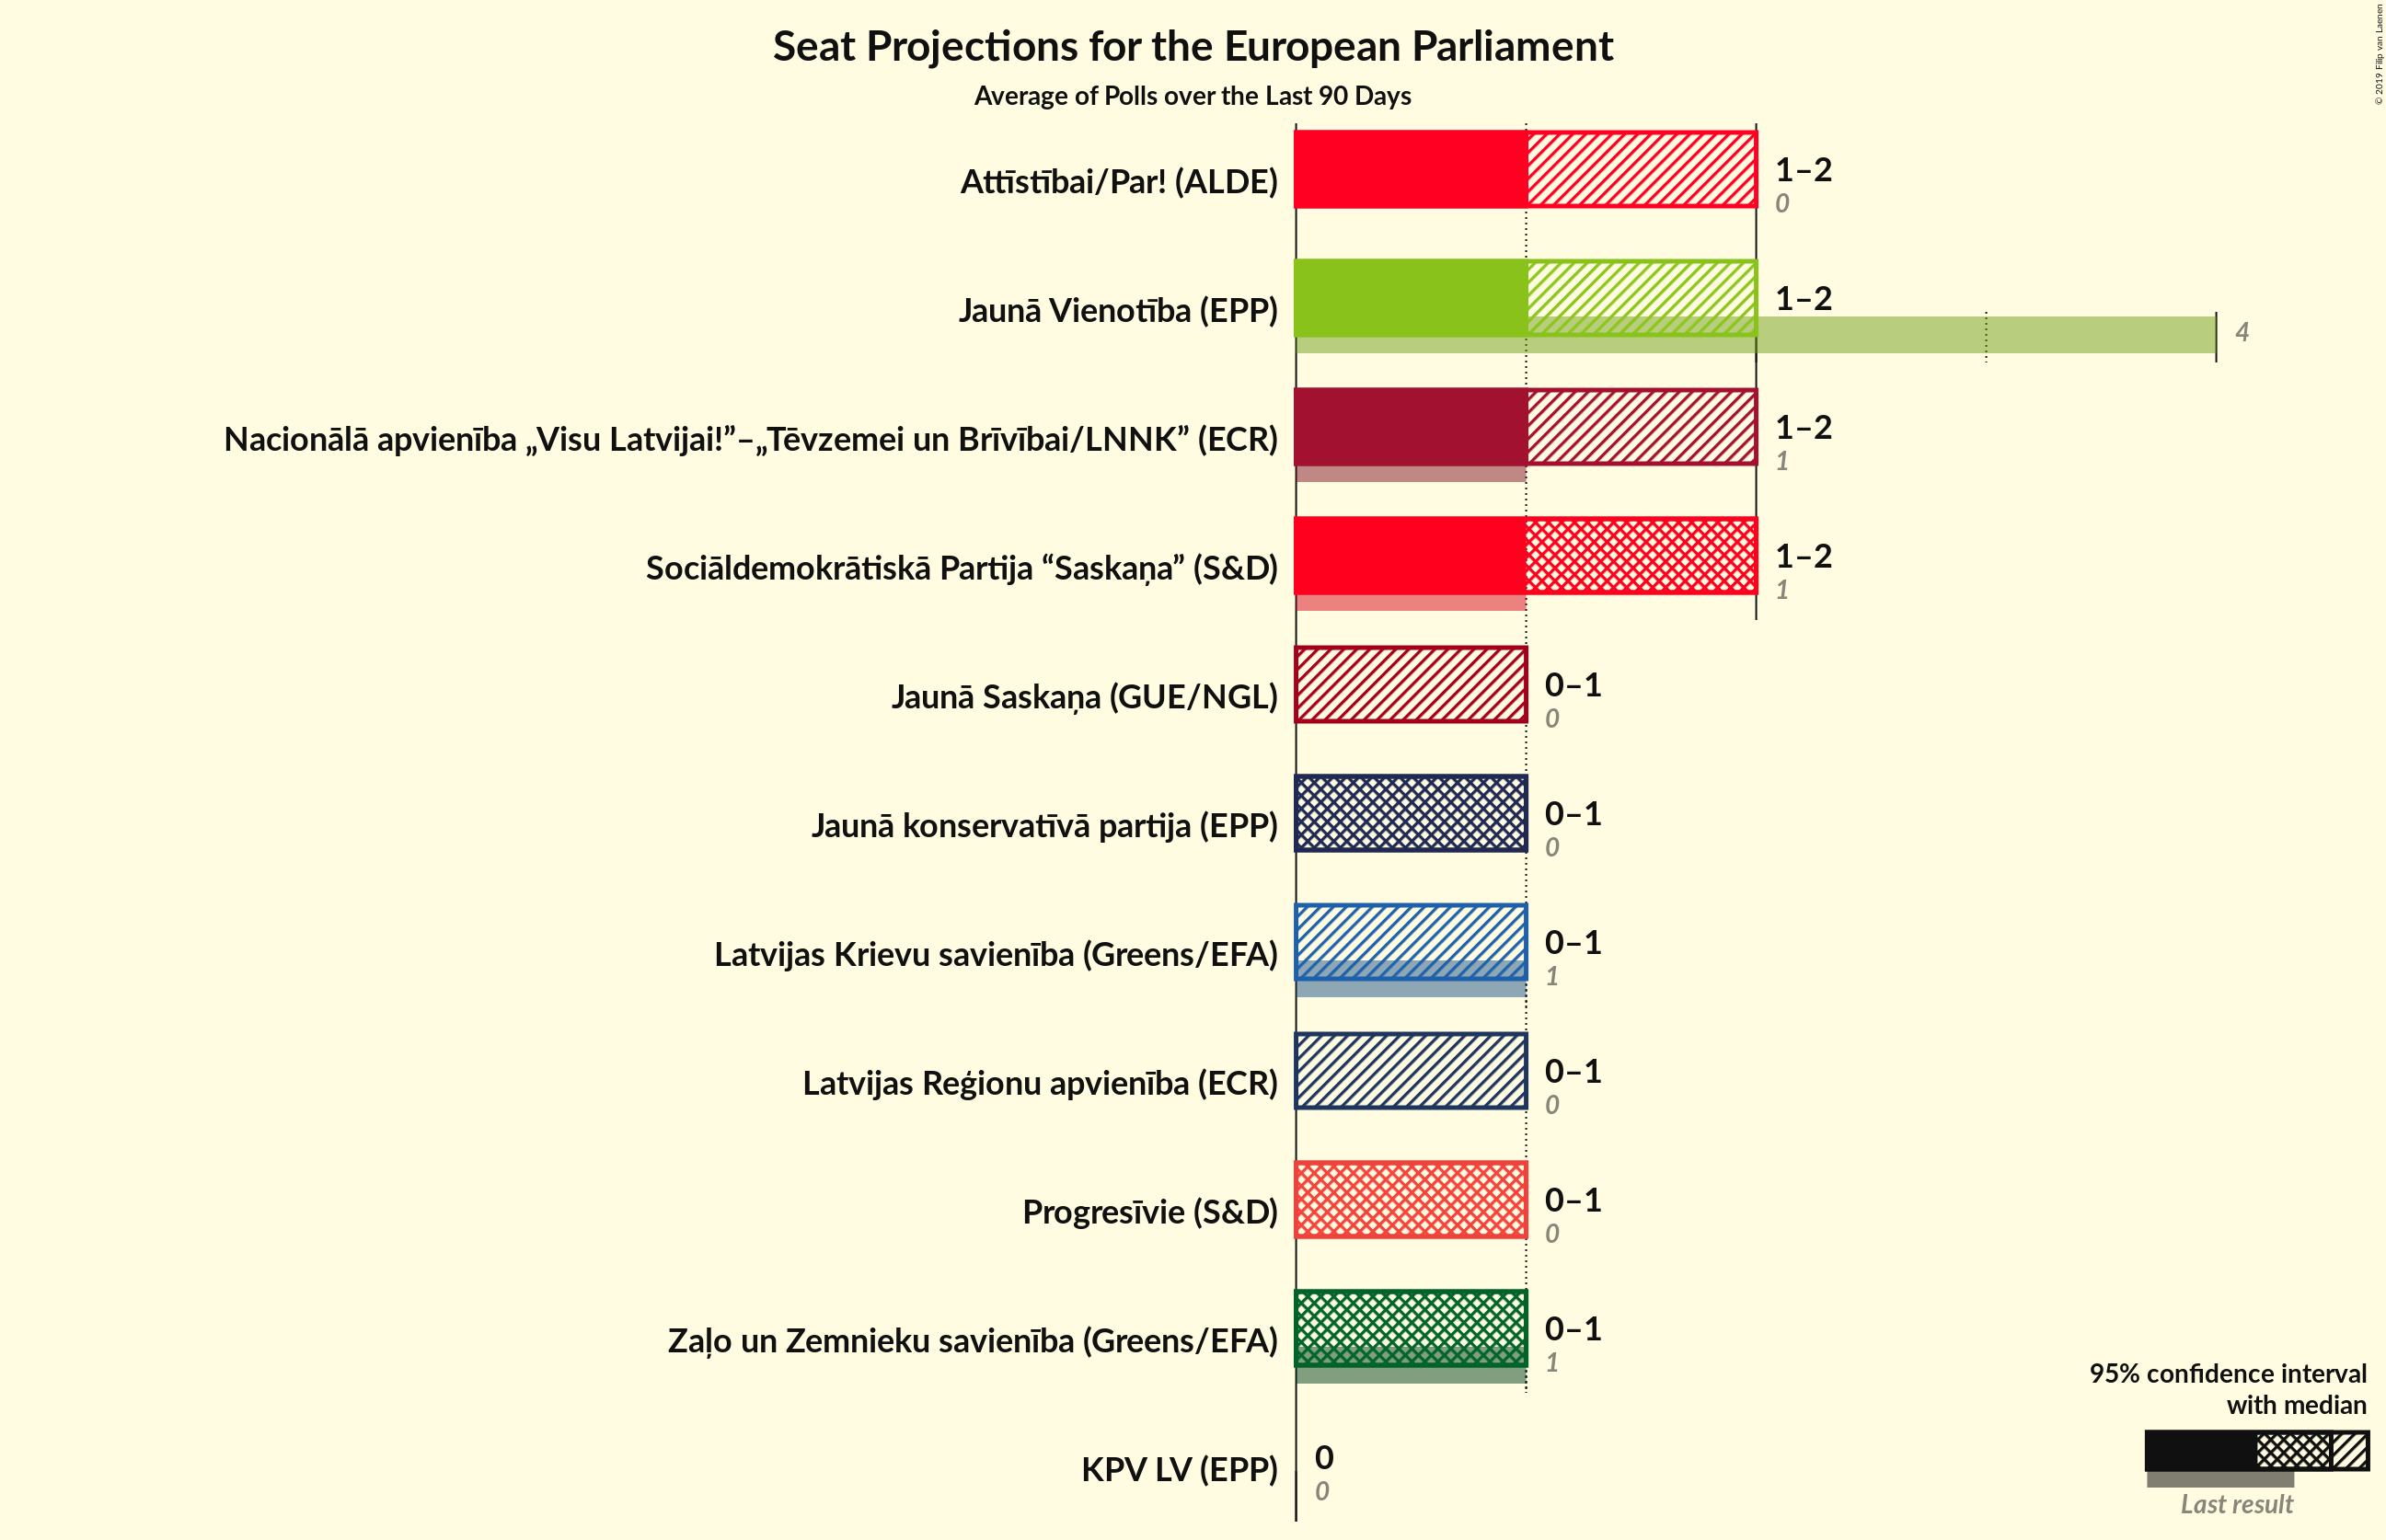 Seat Projections for the European Parliament
Average of Polls over the Last 90 Days
© 2019 Filip van Laenen
Attīstībai/Par! (ALDE)
1–2
0
Jaunā Vienotība (EPP)
1–2
4
Nacionālā apvienība „Visu Latvijai!”–„Tēvzemei un Brīvībai/LNNK” (ECR)
1–2
1
Sociāldemokrātiskā Partija “Saskaņa” (S&D)
1–2
1
Jaunā Saskaņa (GUE/NGL)
0–1
0
Jaunā konservatīvā partija (EPP)
0–1
0
Latvijas Krievu savienība (Greens/EFA)
0–1
1
Latvijas Reģionu apvienība (ECR)
0–1
0
Progresīvie (S&D)
0–1
0
Zaļo un Zemnieku savienība (Greens/EFA)
0–1
1
KPV LV (EPP)
0
0
95% confidence interval
with median
Last result